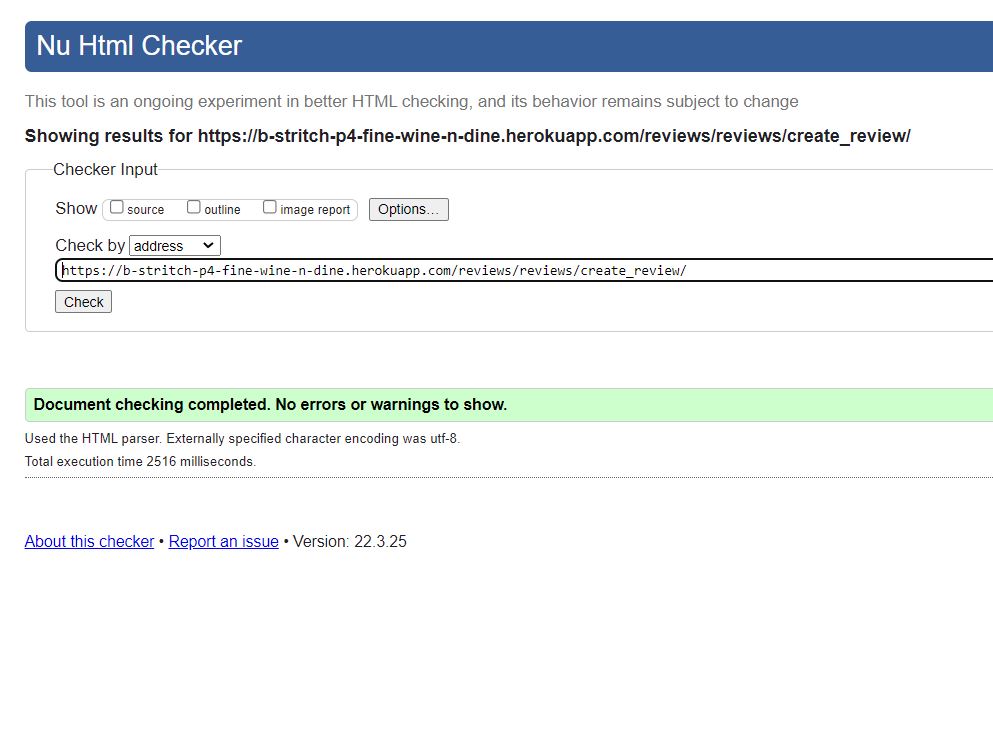 Nu Html Checker
This tool is an ongoing experiment in better HTML checking, and its behavior remains subject to change
Showing results for https://b-stritch-p4-fine-wine-n-dine.herokuapp.com/reviews/reviews/create_review/
Checker Input
Show source outline image report Options...
Check by address
https://b-stritch-p4-fine-wine-n-dine.herokuapp.com/reviews/reviews/create_review/
Check
Document checking completed. No errors or warnings to show.
Used the HTML parser. Externally specified character encoding was utf-8.
Total execution time 2516 milliseconds.
About this checker • Report an issue • Version: 22.3.25